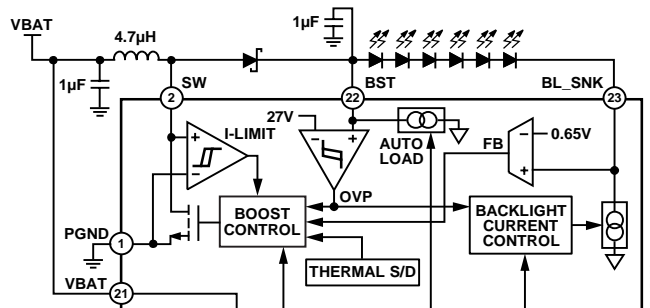 VBAT
4.7µH
1µF
1µF
SW
BST
BL_SNK
2
22
23
I-LIMIT
27V
+
−
−
+
AUTO
LOAD
FB
−
0.65V
+
OVP
BOOST
CONTROL
BACKLIGHT
CURRENT
CONTROL
PGND
1
THERMAL S/D
VBAT
21